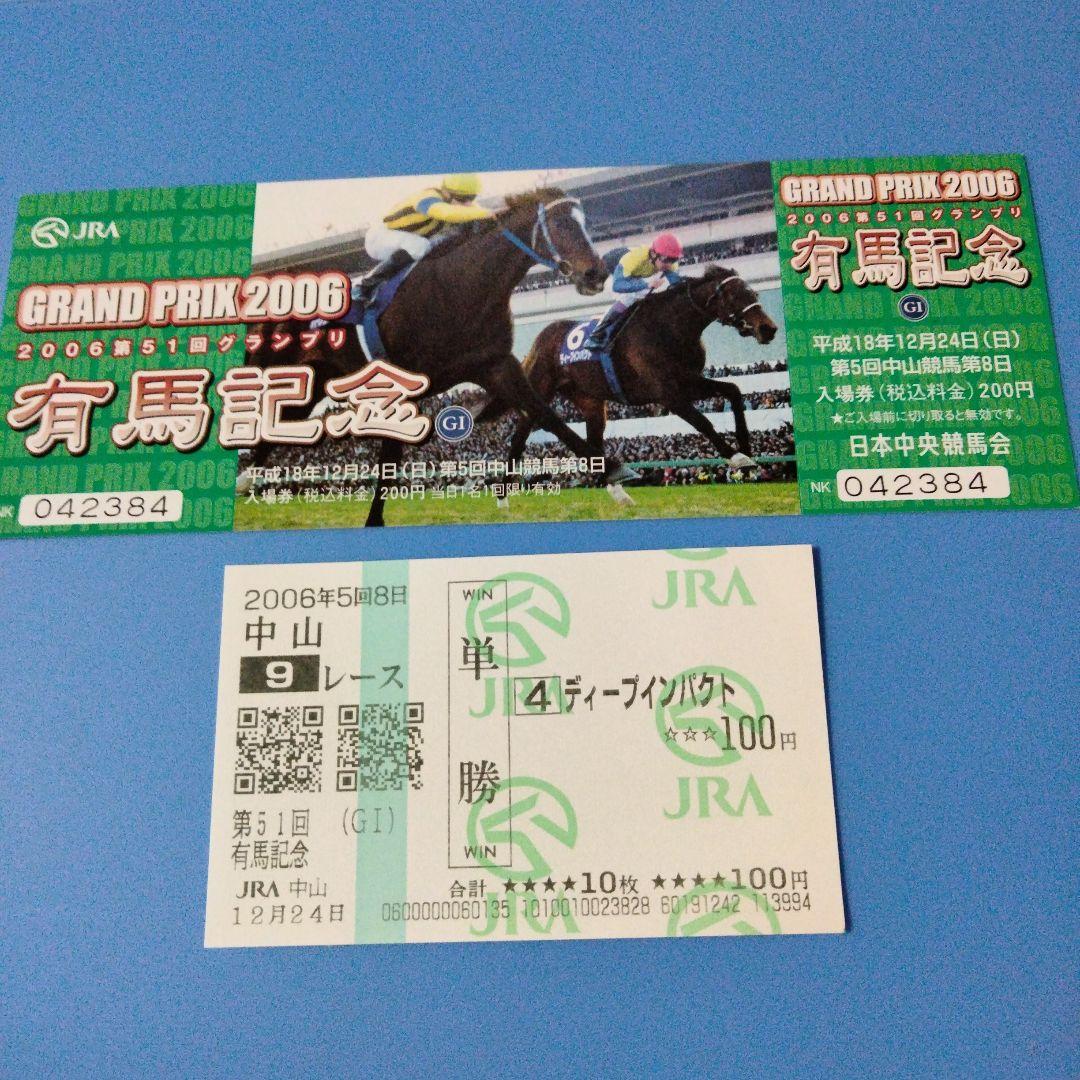 JRA
GRAND PRIX 2006
2006第51回グランプリ
有馬記念
GI
平成18年12月24日(日)第5回中山競馬第8日
入場券(税込料金)200円 当日1名1回限り有効
NK 042384
6
ディープインパクト
GRAND PRIX 2006
2006第51回グランプリ
有馬記念
GI
平成18年12月24日(日)
第5回中山競馬第8日
入場券(税込料金)200円
★ご入場前に切り取ると無効です。
日本中央競馬会
NK 042384
2006年5回8日
中山
9レース
第51回 (GI)
有馬記念
JRA 中山
12月24日
WIN
単勝
WIN
4 ディープインパクト
☆☆☆100円
合計 ★★★★10枚 ★★★★100円
0600000060135 1010010023828 60191242 113994
JRA
JRA
JRA
JRA